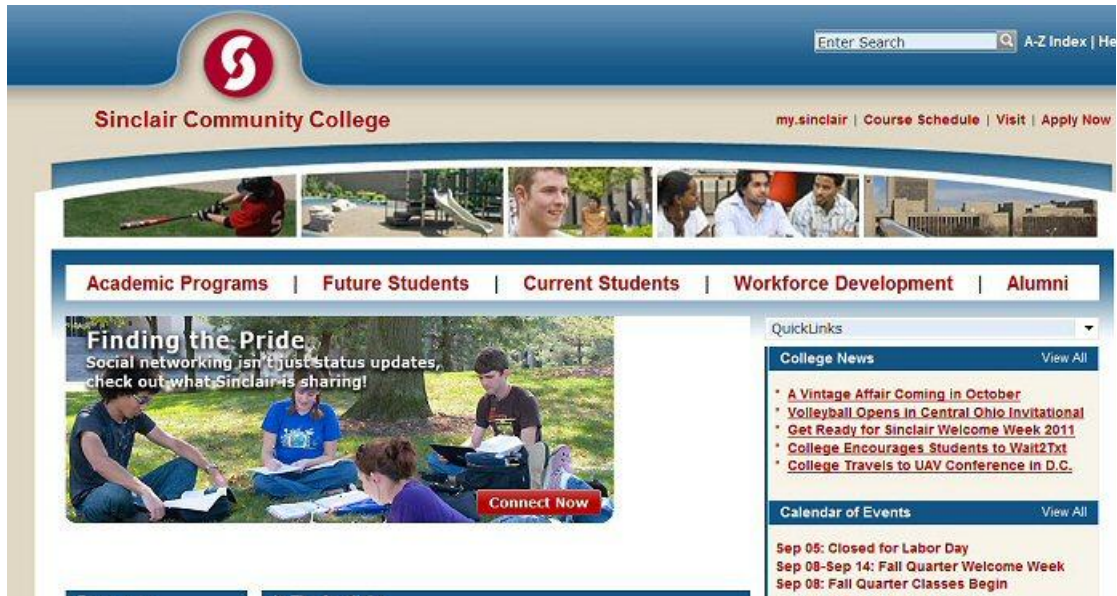 Enter Search
A-Z Index | He
Sinclair Community College
my.sinclair | Course Schedule | Visit | Apply Now
Academic Programs | Future Students | Current Students | Workforce Development | Alumni
Finding the Pride
Social networking isn't just status updates,
check out what Sinclair is sharing!
Connect Now
QuickLinks
College News View All
A Vintage Affair Coming in October
Volleyball Opens in Central Ohio Invitational
Get Ready for Sinclair Welcome Week 2011
College Encourages Students to Wait2Txt
College Travels to UAV Conference in D.C.
Calendar of Events View All
Sep 05: Closed for Labor Day
Sep 08-Sep 14: Fall Quarter Welcome Week
Sep 08: Fall Quarter Classes Begin